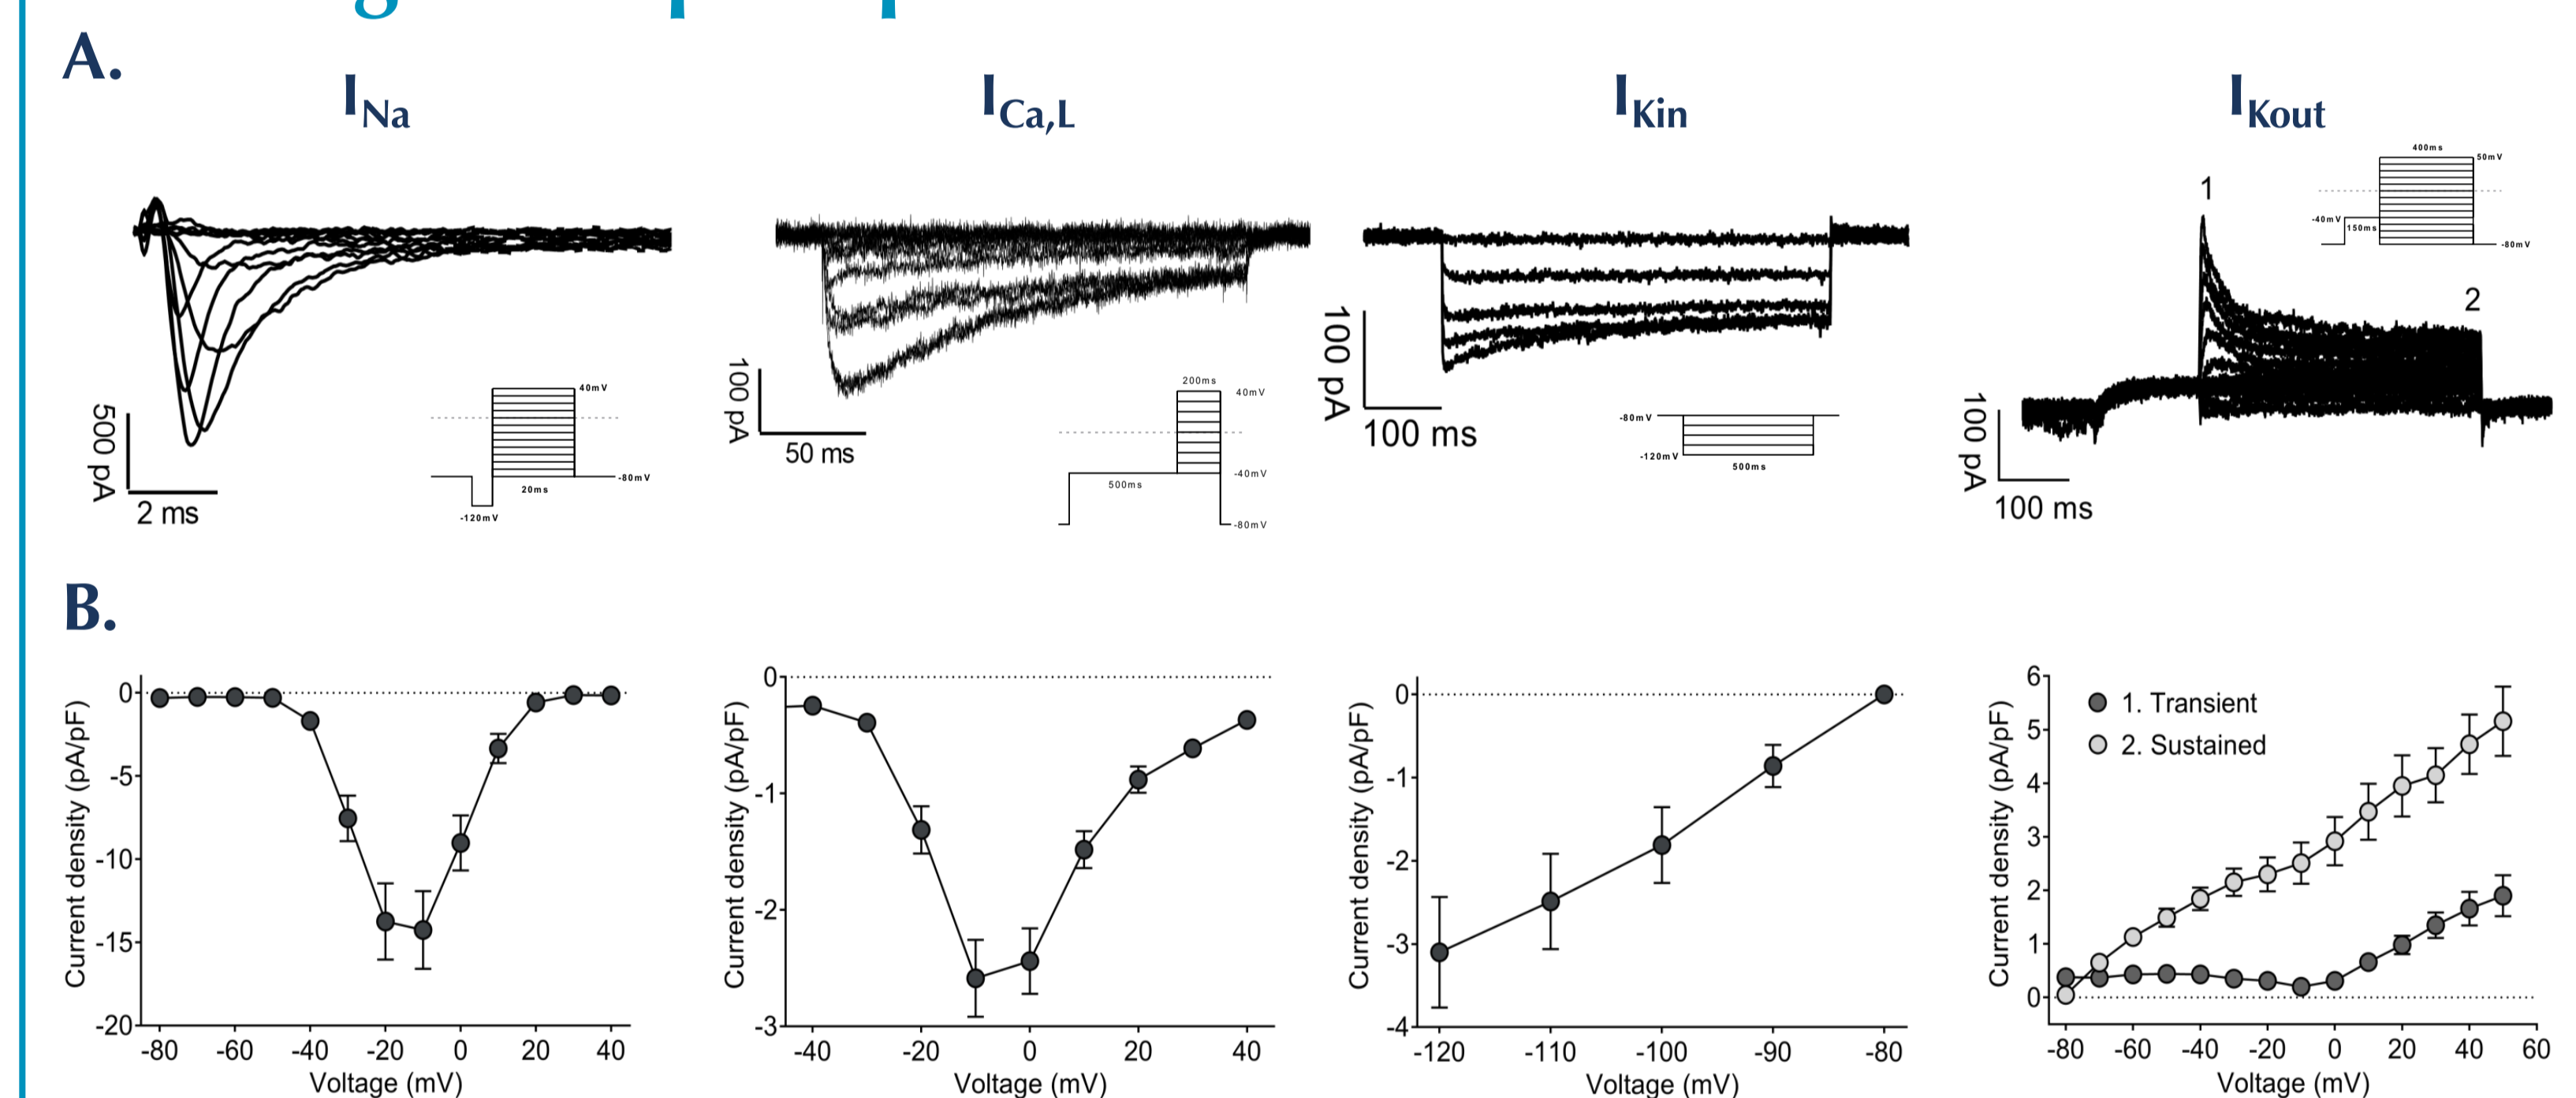 A.
I_Na
I_Ca,L
I_Kin
I_Kout
500 pA
2 ms
40mV
-80mV
20ms
-120mV
100 pA
50 ms
200ms
40mV
-40mV
500ms
-80mV
100 pA
100 ms
-80mV
-120mV
500ms
1
2
100 pA
100 ms
400ms
50mV
-40mV
150ms
-80mV
B.
Current density (pA/pF)
0
-5
-10
-15
-20
-80 -60 -40 -20 0 20 40
Voltage (mV)
Current density (pA/pF)
0
-1
-2
-3
-40 -20 0 20 40
Voltage (mV)
Current density (pA/pF)
0
-1
-2
-3
-4
-120 -110 -100 -90 -80
Voltage (mV)
Current density (pA/pF)
6
5
4
3
2
1
0
1. Transient
2. Sustained
-80 -60 -40 -20 0 20 40 60
Voltage (mV)